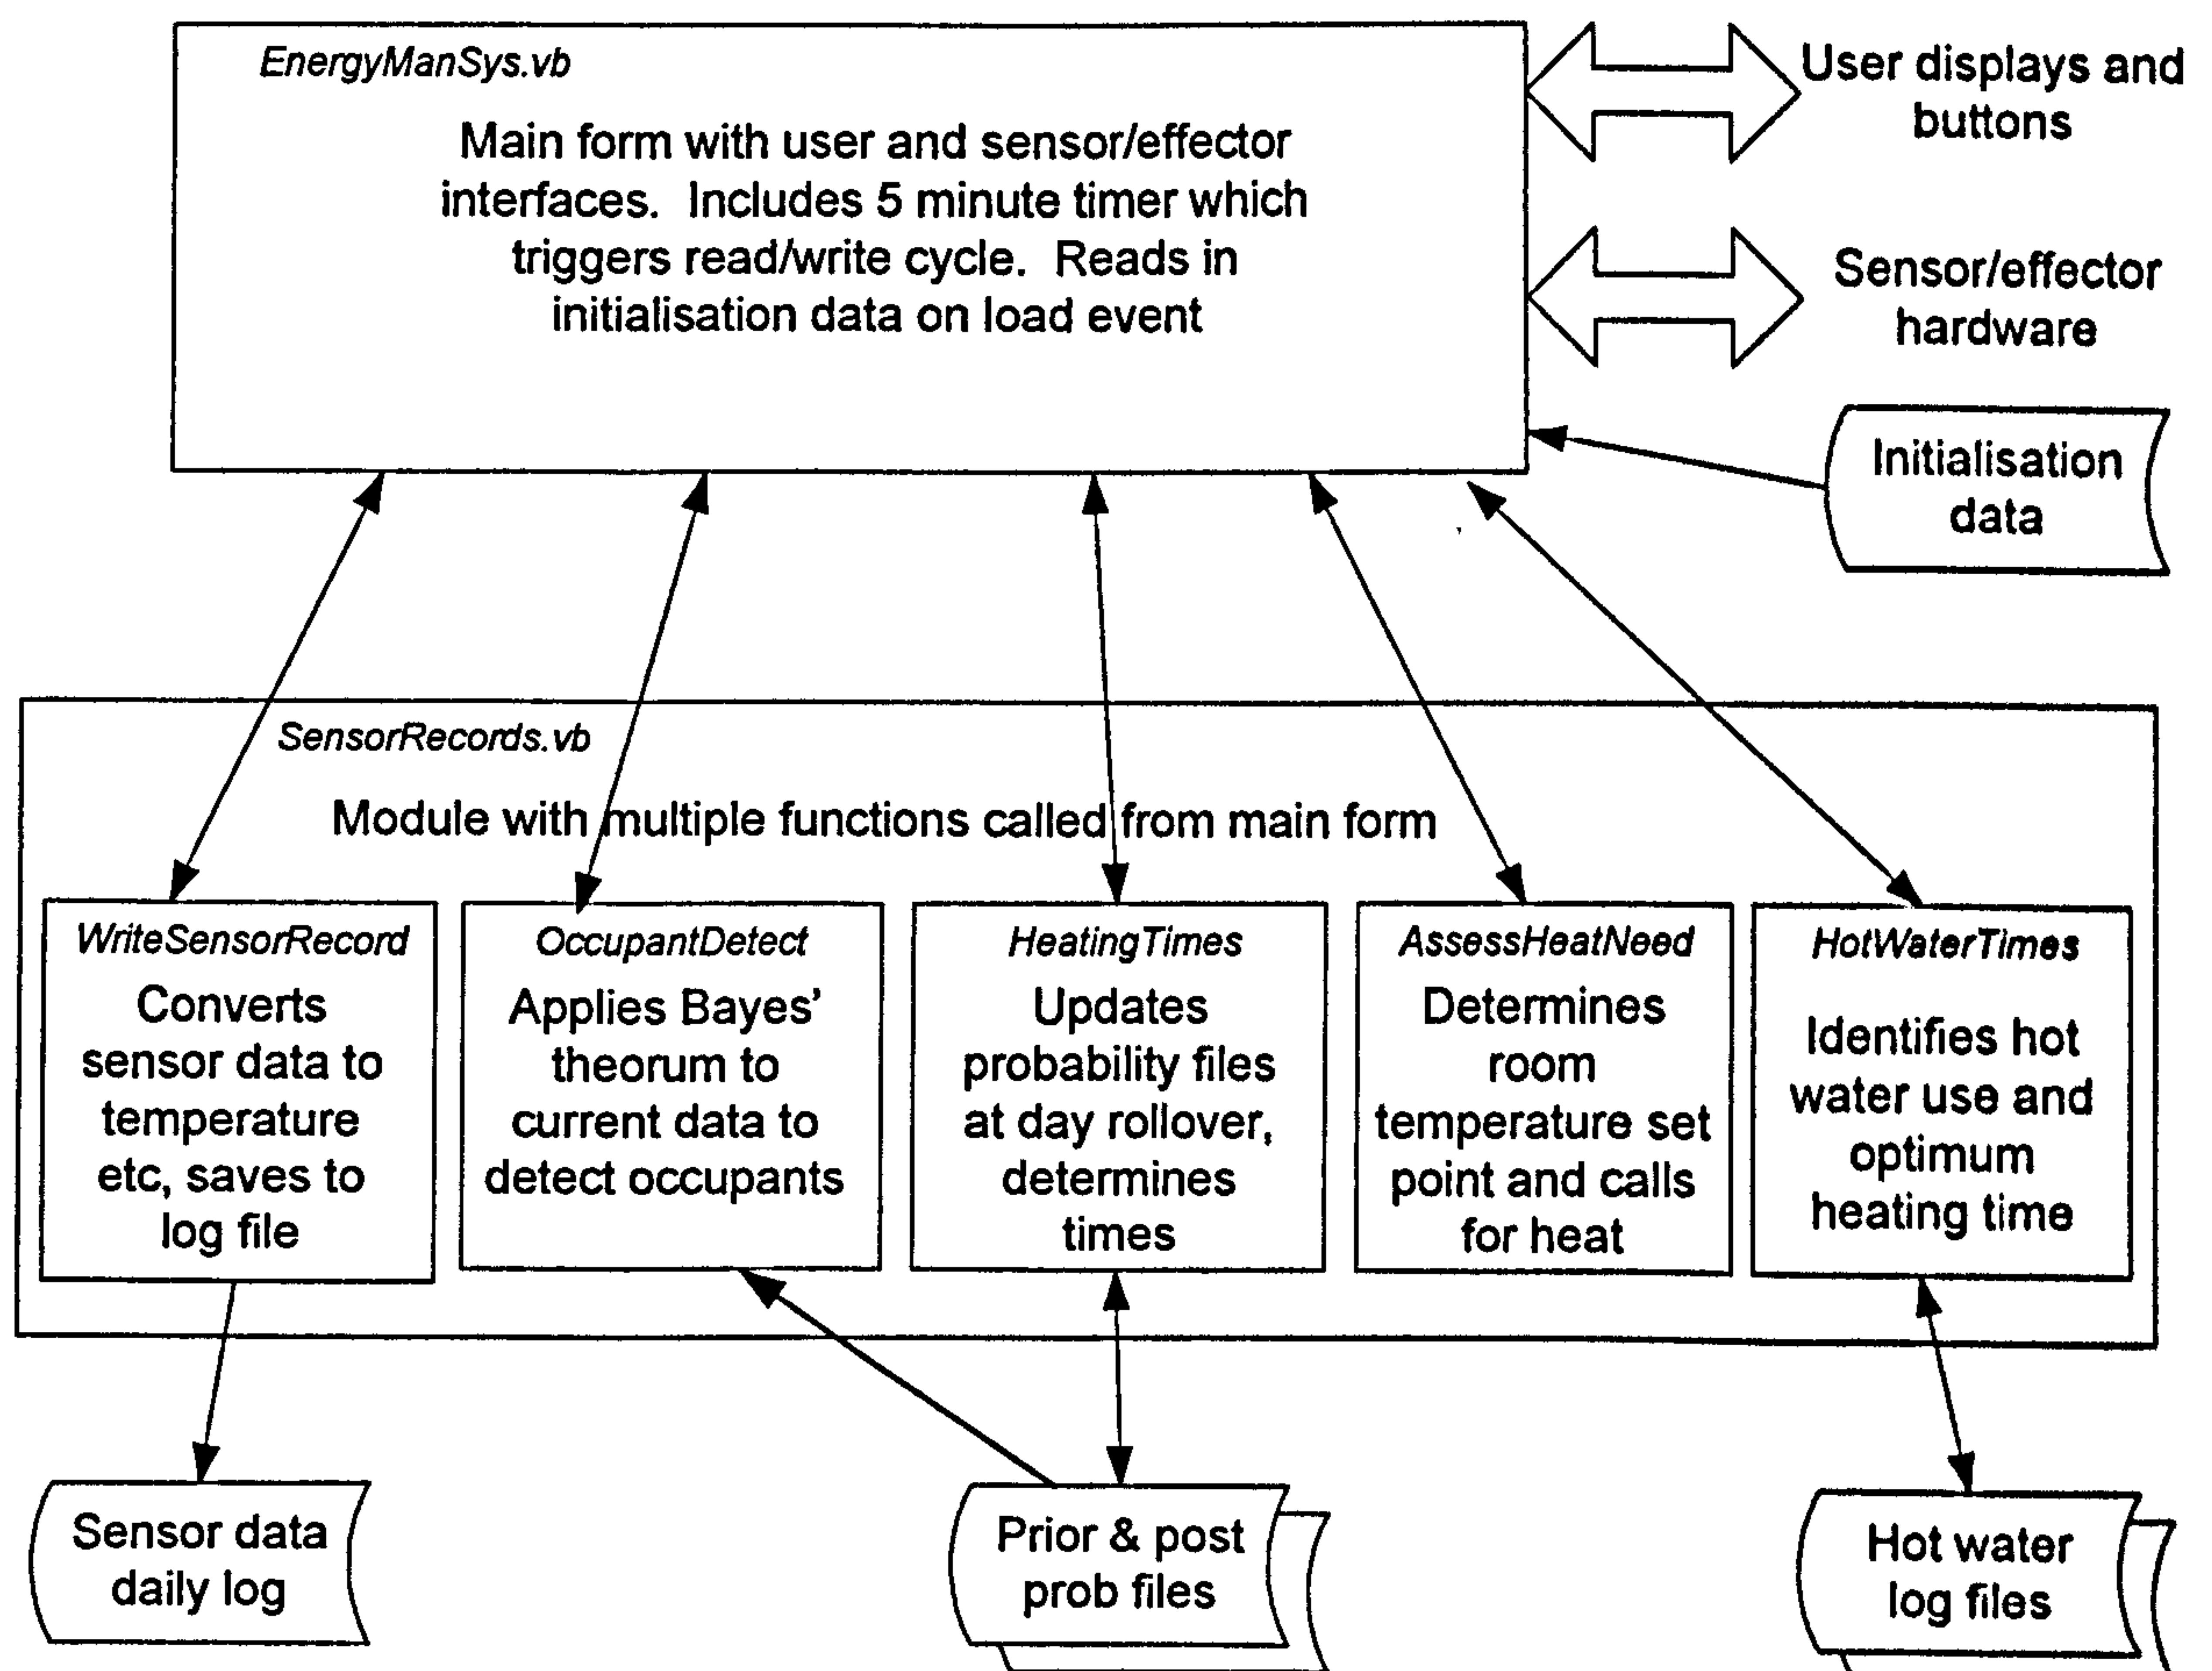 EnergyManSys.vb
Main form with user and sensor/effector
interfaces. Includes 5 minute timer which
triggers read/write cycle. Reads in
initialisation data on load event
User displays and
buttons
Sensor/effector
hardware
Initialisation
data
SensorRecords.vb
Module with multiple functions called from main form
WriteSensorRecord
Converts
sensor data to
temperature
etc, saves to
log file
OccupantDetect
Applies Bayes’
theorum to
current data to
detect occupants
HeatingTimes
Updates
probability files
at day rollover,
determines
times
AssessHeatNeed
Determines
room
temperature set
point and calls
for heat
HotWaterTimes
Identifies hot
water use and
optimum
heating time
Sensor data
daily log
Prior & post
prob files
Hot water
log files